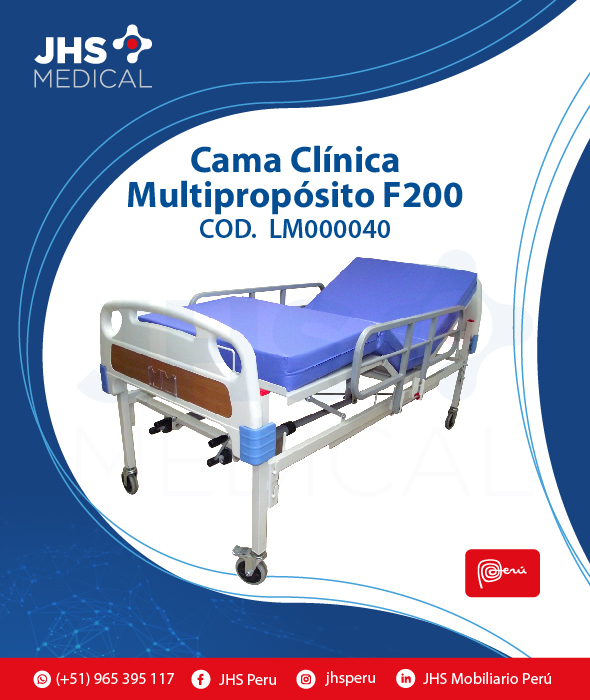 JHS
MEDICAL
Cama Clínica
Multipropósito F200
COD. LM000040
JHS
MEDICAL
Perú
(+51) 965 395 117 JHS Peru jhsperu JHS Mobiliario Perú